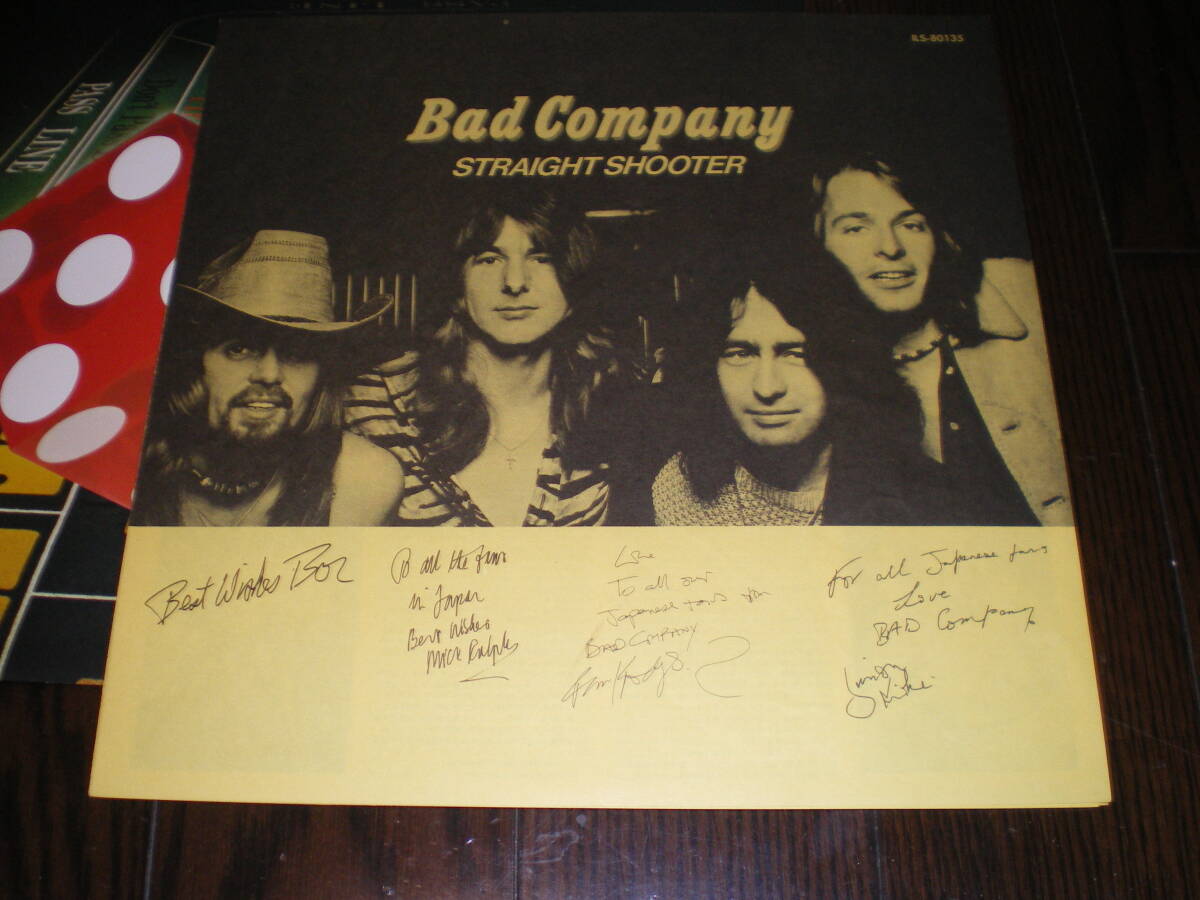 ILS-80135
Bad Company
STRAIGHT SHOOTER
PASS LINE
Best Wishes Boz
To all the fans
in Japan
Best Wishes
Mick Ralphs
Love
To all our
Japanese fans
BAD COMPANY
For all Japanese fans
Love
BAD Company